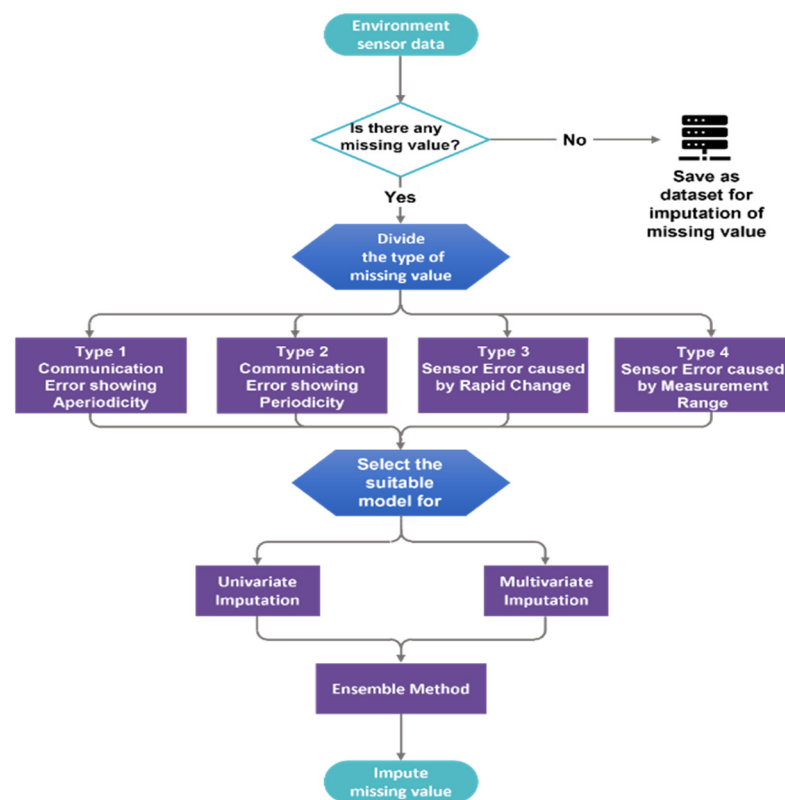 Environment
sensor data
Is there any
missing value?
No
Save as
dataset for
imputation of
missing value
Yes
Divide
the type of
missing value
Type 1
Communication
Error showing
Aperiodicity
Type 2
Communication
Error showing
Periodicity
Type 3
Sensor Error caused
by Rapid Change
Type 4
Sensor Error caused
by Measurement
Range
Select the
suitable
model for
Univariate
Imputation
Multivariate
Imputation
Ensemble Method
Impute
missing value